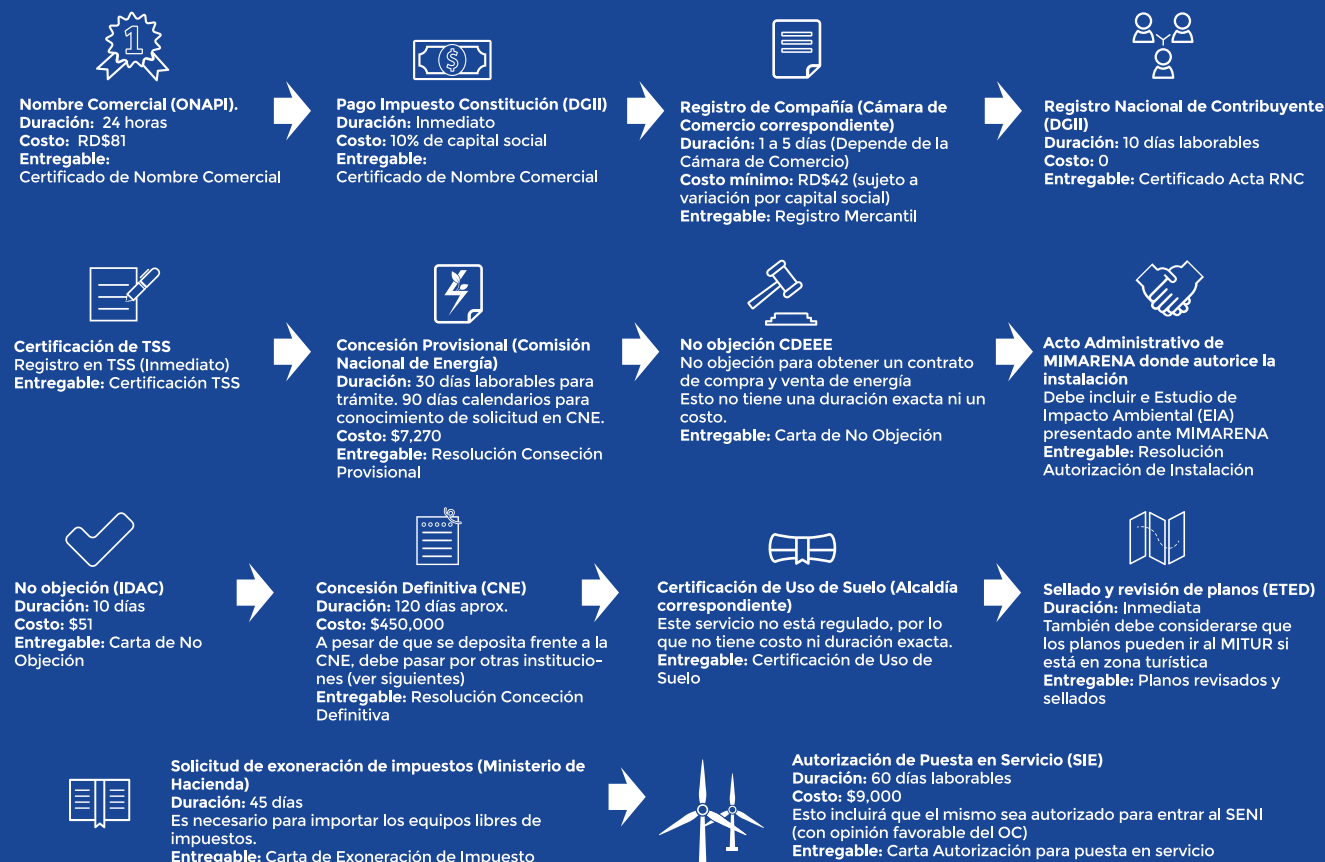 1
$
Nombre Comercial (ONAPI).
Duración: 24 horas
Costo: RD$81
Entregable:
Certificado de Nombre Comercial
Pago Impuesto Constitución (DGII)
Duración: Inmediato
Costo: 10% de capital social
Entregable:
Certificado de Nombre Comercial
Registro de Compañía (Cámara de
Comercio correspondiente)
Duración: 1 a 5 días (Depende de la
Cámara de Comercio)
Costo mínimo: RD$42 (sujeto a
variación por capital social)
Entregable: Registro Mercantil
Registro Nacional de Contribuyente
(DGII)
Duración: 10 días laborables
Costo: 0
Entregable: Certificado Acta RNC
Certificación de TSS
Registro en TSS (Inmediato)
Entregable: Certificación TSS
Concesión Provisional (Comisión
Nacional de Energía)
Duración: 30 días laborables para
trámite. 90 días calendarios para
conocimiento de solicitud en CNE.
Costo: $7,270
Entregable: Resolución Conseción
Provisional
No objeción CDEEE
No objeción para obtener un contrato
de compra y venta de energía
Esto no tiene una duración exacta ni un
costo.
Entregable: Carta de No Objeción
Acto Administrativo de
MIMARENA donde autorice la
instalación
Debe incluir e Estudio de
Impacto Ambiental (EIA)
presentado ante MIMARENA
Entregable: Resolución
Autorización de Instalación
No objeción (IDAC)
Duración: 10 días
Costo: $51
Entregable: Carta de No
Objeción
Concesión Definitiva (CNE)
Duración: 120 días aprox.
Costo: $450,000
A pesar de que se deposita frente a la
CNE, debe pasar por otras institucio-
nes (ver siguientes)
Entregable: Resolución Conceción
Definitiva
Certificación de Uso de Suelo (Alcaldía
correspondiente)
Este servicio no está regulado, por lo
que no tiene costo ni duración exacta.
Entregable: Certificación de Uso de
Suelo
Sellado y revisión de planos (ETED)
Duración: Inmediata
También debe considerarse que
los planos pueden ir al MITUR si
está en zona turística
Entregable: Planos revisados y
sellados
Solicitud de exoneración de impuestos (Ministerio de
Hacienda)
Duración: 45 días
Es necesario para importar los equipos libres de
impuestos.
Entregable: Carta de Exoneración de Impuesto
Autorización de Puesta en Servicio (SIE)
Duración: 60 días laborables
Costo: $9,000
Esto incluirá que el mismo sea autorizado para entrar al SENI
(con opinión favorable del OC)
Entregable: Carta Autorización para puesta en servicio